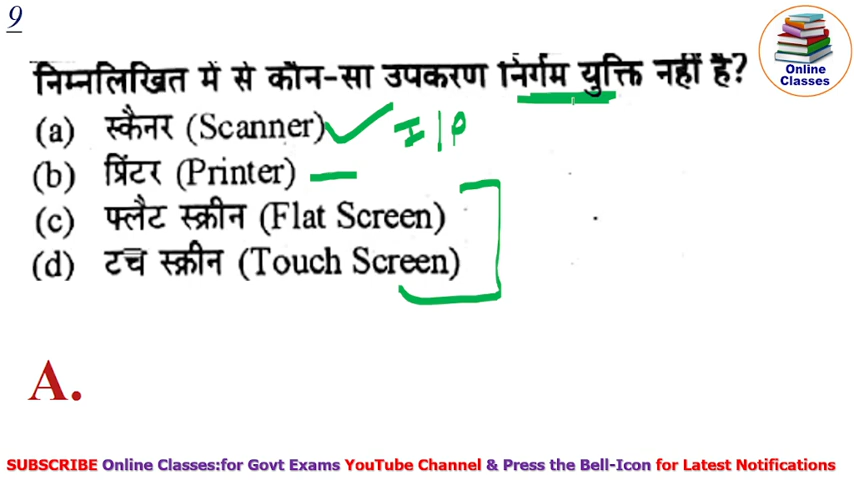 9
निम्नलिखित में से कौन-सा उपकरण निर्गम युक्ति नहीं है?
(a) स्कैनर (Scanner)
I/P
(b) प्रिंटर (Printer)
(c) फ्लैट स्क्रीन (Flat Screen)
(d) टच स्क्रीन (Touch Screen)
A.
Online
Classes
SUBSCRIBE Online Classes:for Govt Exams YouTube Channel & Press the Bell-Icon for Latest Notifications